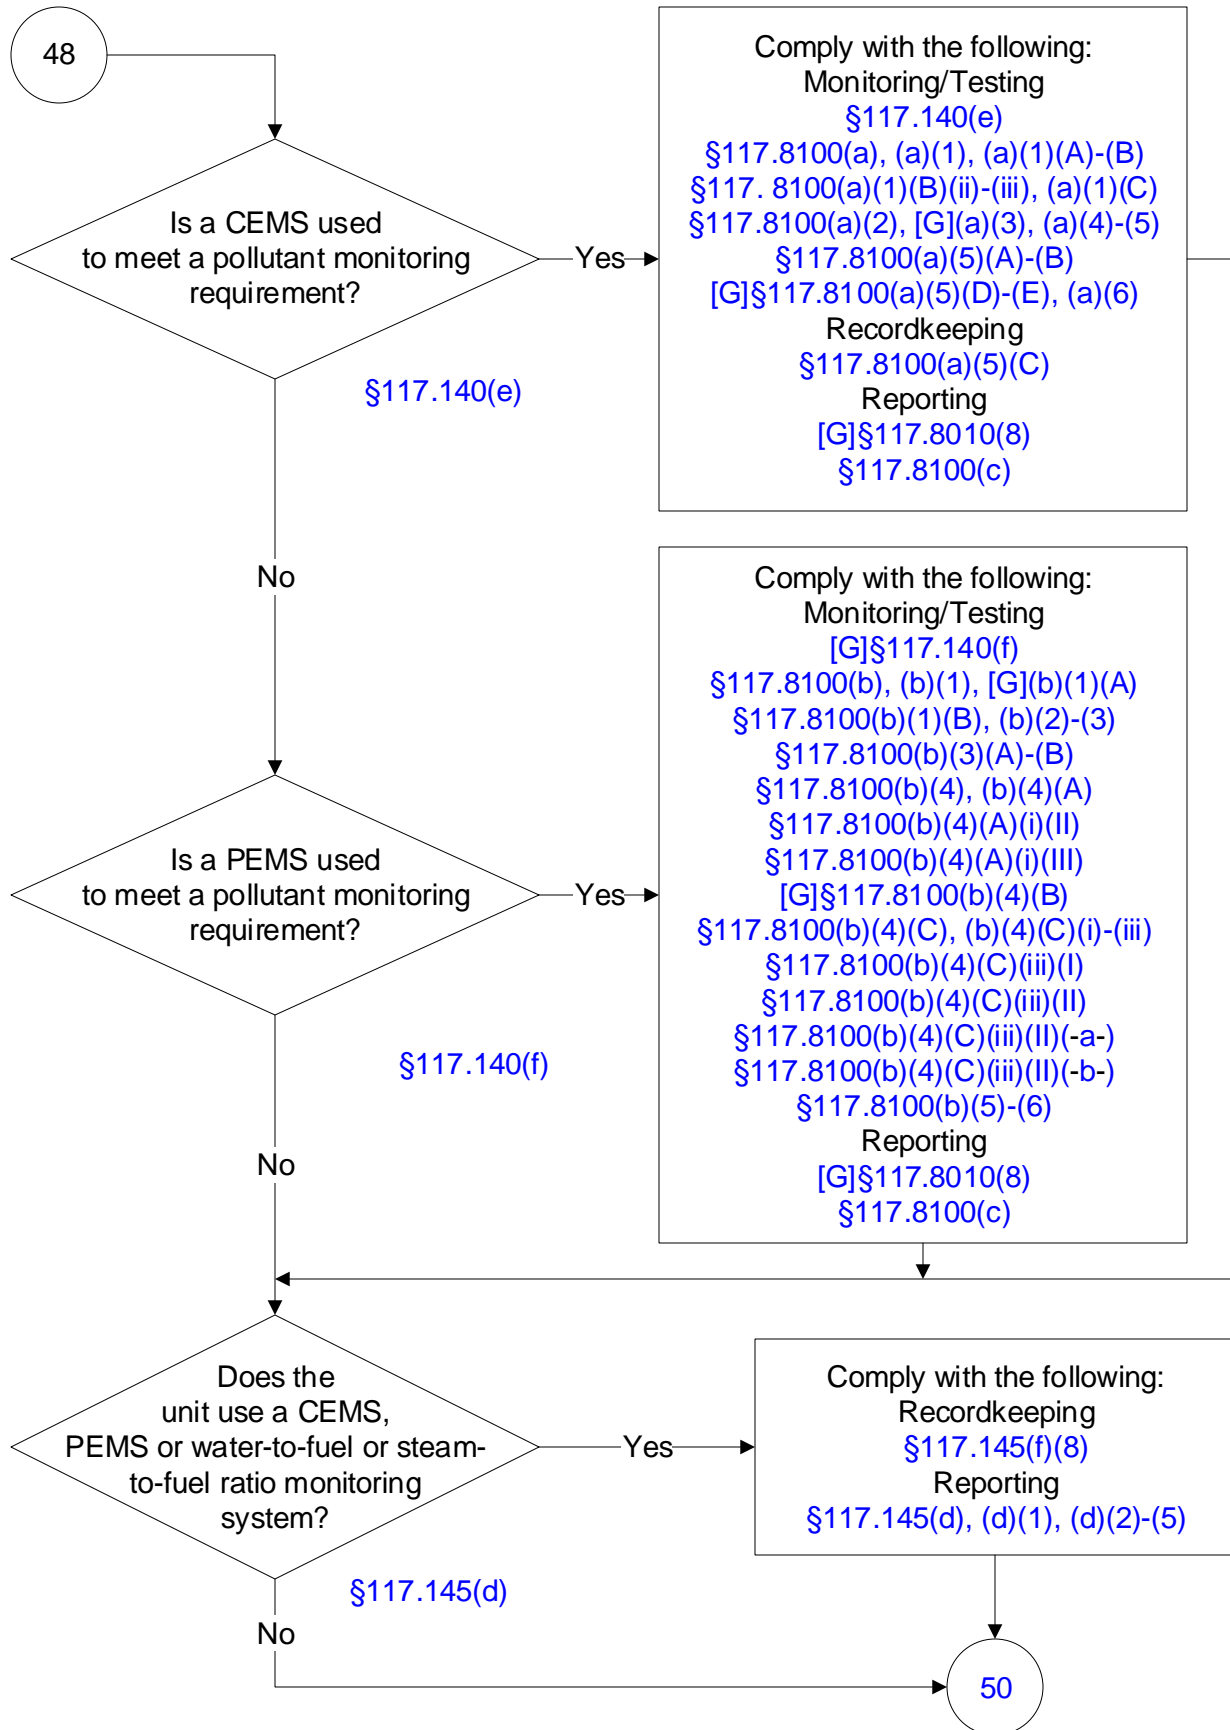 48
Comply with the following:
Monitoring/Testing
§117.140(e)
§117.8100(a), (a)(1), (a)(1)(A)-(B)
§117. 8100(a)(1)(B)(ii)-(iii), (a)(1)(C)
§117.8100(a)(2), [G](a)(3), (a)(4)-(5)
§117.8100(a)(5)(A)-(B)
[G]§117.8100(a)(5)(D)-(E), (a)(6)
Recordkeeping
§117.8100(a)(5)(C)
Reporting
[G]§117.8010(8)
§117.8100(c)
Is a CEMS used
to meet a pollutant monitoring
requirement?
Yes
§117.140(e)
No
Comply with the following:
Monitoring/Testing
[G]§117.140(f)
§117.8100(b), (b)(1), [G](b)(1)(A)
§117.8100(b)(1)(B), (b)(2)-(3)
§117.8100(b)(3)(A)-(B)
§117.8100(b)(4), (b)(4)(A)
§117.8100(b)(4)(A)(i)(II)
§117.8100(b)(4)(A)(i)(III)
[G]§117.8100(b)(4)(B)
§117.8100(b)(4)(C), (b)(4)(C)(i)-(iii)
§117.8100(b)(4)(C)(iii)(I)
§117.8100(b)(4)(C)(iii)(II)
§117.8100(b)(4)(C)(iii)(II)(-a-)
§117.8100(b)(4)(C)(iii)(II)(-b-)
§117.8100(b)(5)-(6)
Reporting
[G]§117.8010(8)
§117.8100(c)
Is a PEMS used
to meet a pollutant monitoring
requirement?
Yes
§117.140(f)
No
Does the
unit use a CEMS,
PEMS or water-to-fuel or steam-
to-fuel ratio monitoring
system?
Yes
§117.145(d)
No
Comply with the following:
Recordkeeping
§117.145(f)(8)
Reporting
§117.145(d), (d)(1), (d)(2)-(5)
50